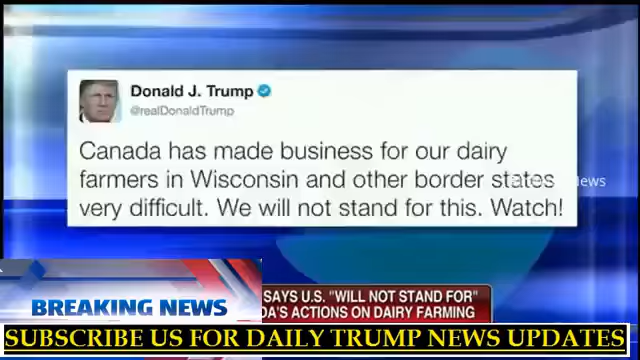 Donald J. Trump
@realDonaldTrump
Canada has made business for our dairy
farmers in Wisconsin and other border states
very difficult. We will not stand for this. Watch!
News
BREAKING NEWS
SAYS U.S. "WILL NOT STAND FOR"
DA'S ACTIONS ON DAIRY FARMING
SUBSCRIBE US FOR DAILY TRUMP NEWS UPDATES